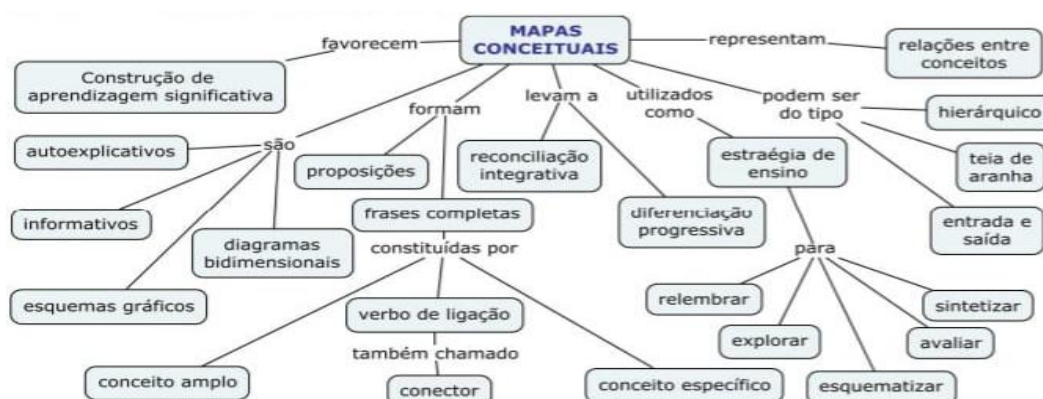 MAPAS
CONCEITUAIS
favorecem
representam
relações entre
conceitos
Construção de
aprendizagem significativa
formam
levam a
utilizados
como
podem ser
do tipo
hierárquico
são
autoexplicativos
proposições
reconciliação
integrativa
estraégia de
ensino
teia de
aranha
informativos
diagramas
bidimensionais
frases completas
constituídas por
diferenciação
progressiva
entrada e
saída
para
esquemas gráficos
verbo de ligação
relembrar
sintetizar
explorar
avaliar
também chamado
conceito amplo
conector
conceito específico
esquematizar